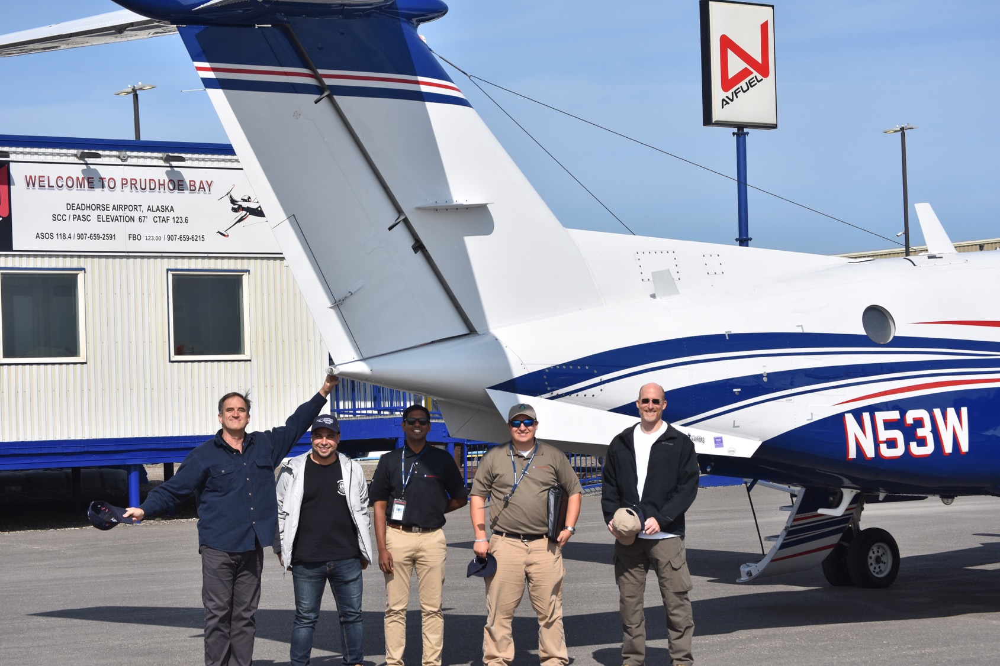 AVFUEL
WELCOME TO PRUDHOE BAY
DEADHORSE AIRPORT, ALASKA
SCC / PASC ELEVATION 67' CTAF 123.6
ASOS 118.4 / 907-659-2591 FBO 123.00 / 907-659-6215
N53W
WARRIORS